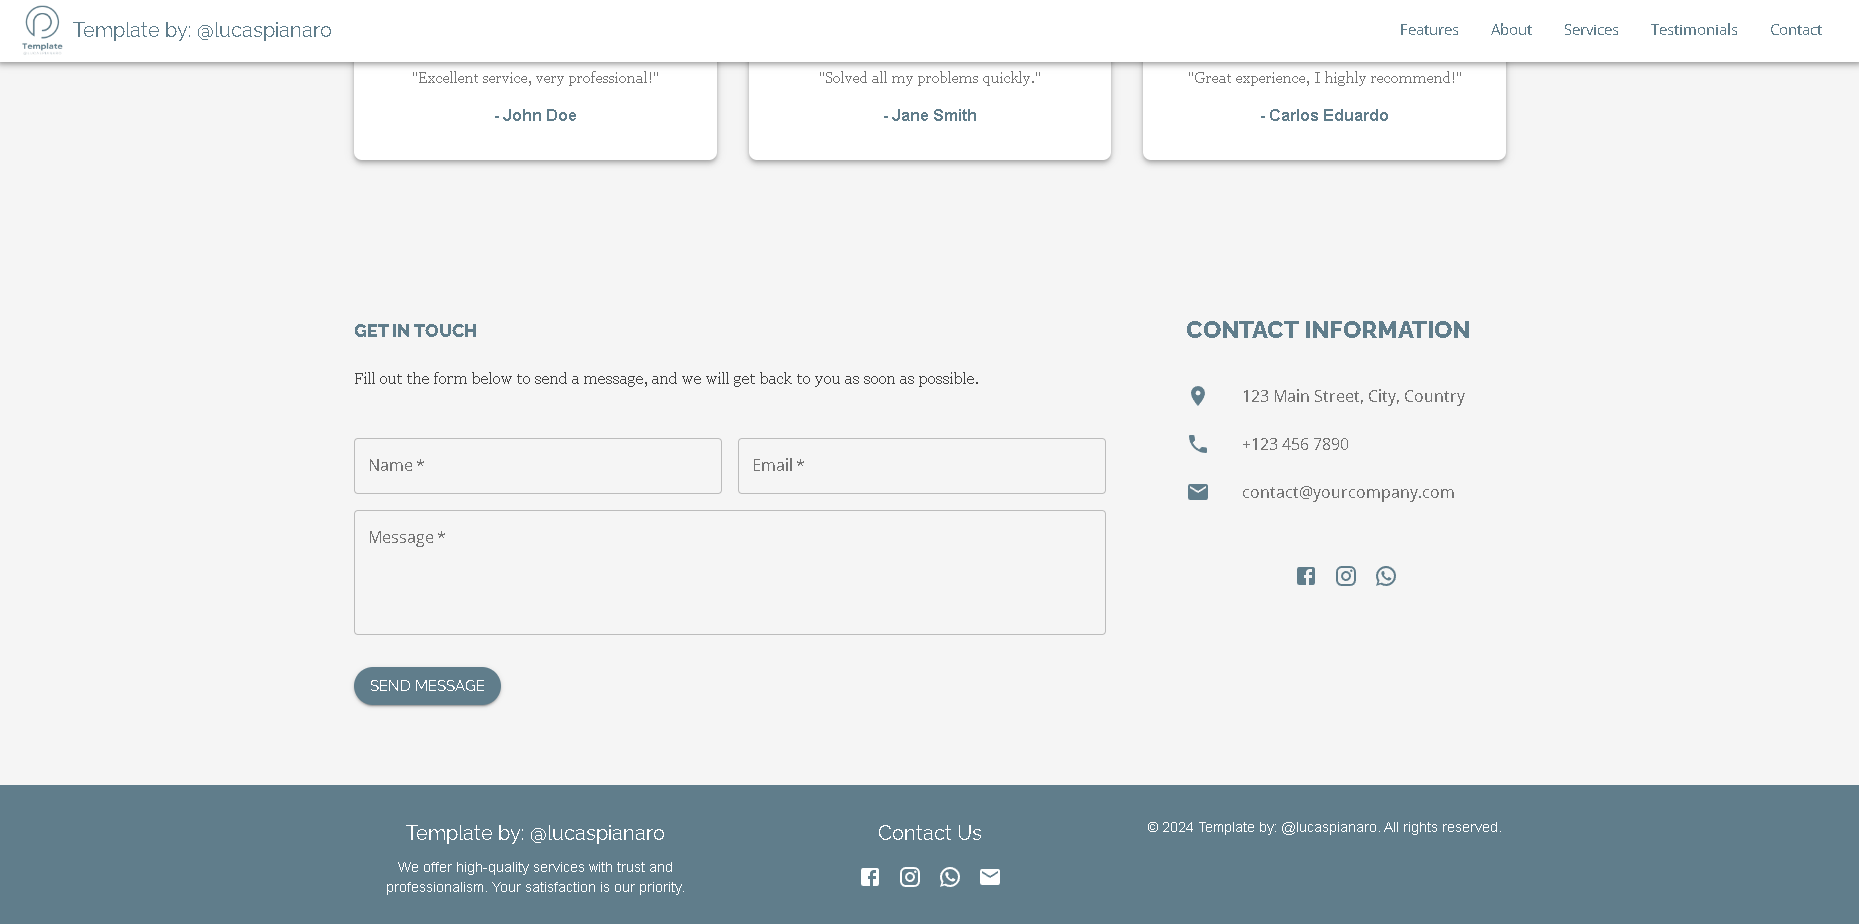 Template
Template by: @lucaspianaro
Features
About
Services
Testimonials
Contact
"Excellent service, very professional!"
- John Doe
"Solved all my problems quickly."
- Jane Smith
"Great experience, I highly recommend!"
- Carlos Eduardo
GET IN TOUCH
Fill out the form below to send a message, and we will get back to you as soon as possible.
Name *
Email *
Message *
SEND MESSAGE
CONTACT INFORMATION
123 Main Street, City, Country
+123 456 7890
contact@yourcompany.com
Template by: @lucaspianaro
We offer high-quality services with trust and
professionalism. Your satisfaction is our priority.
Contact Us
© 2024 Template by: @lucaspianaro. All rights reserved.